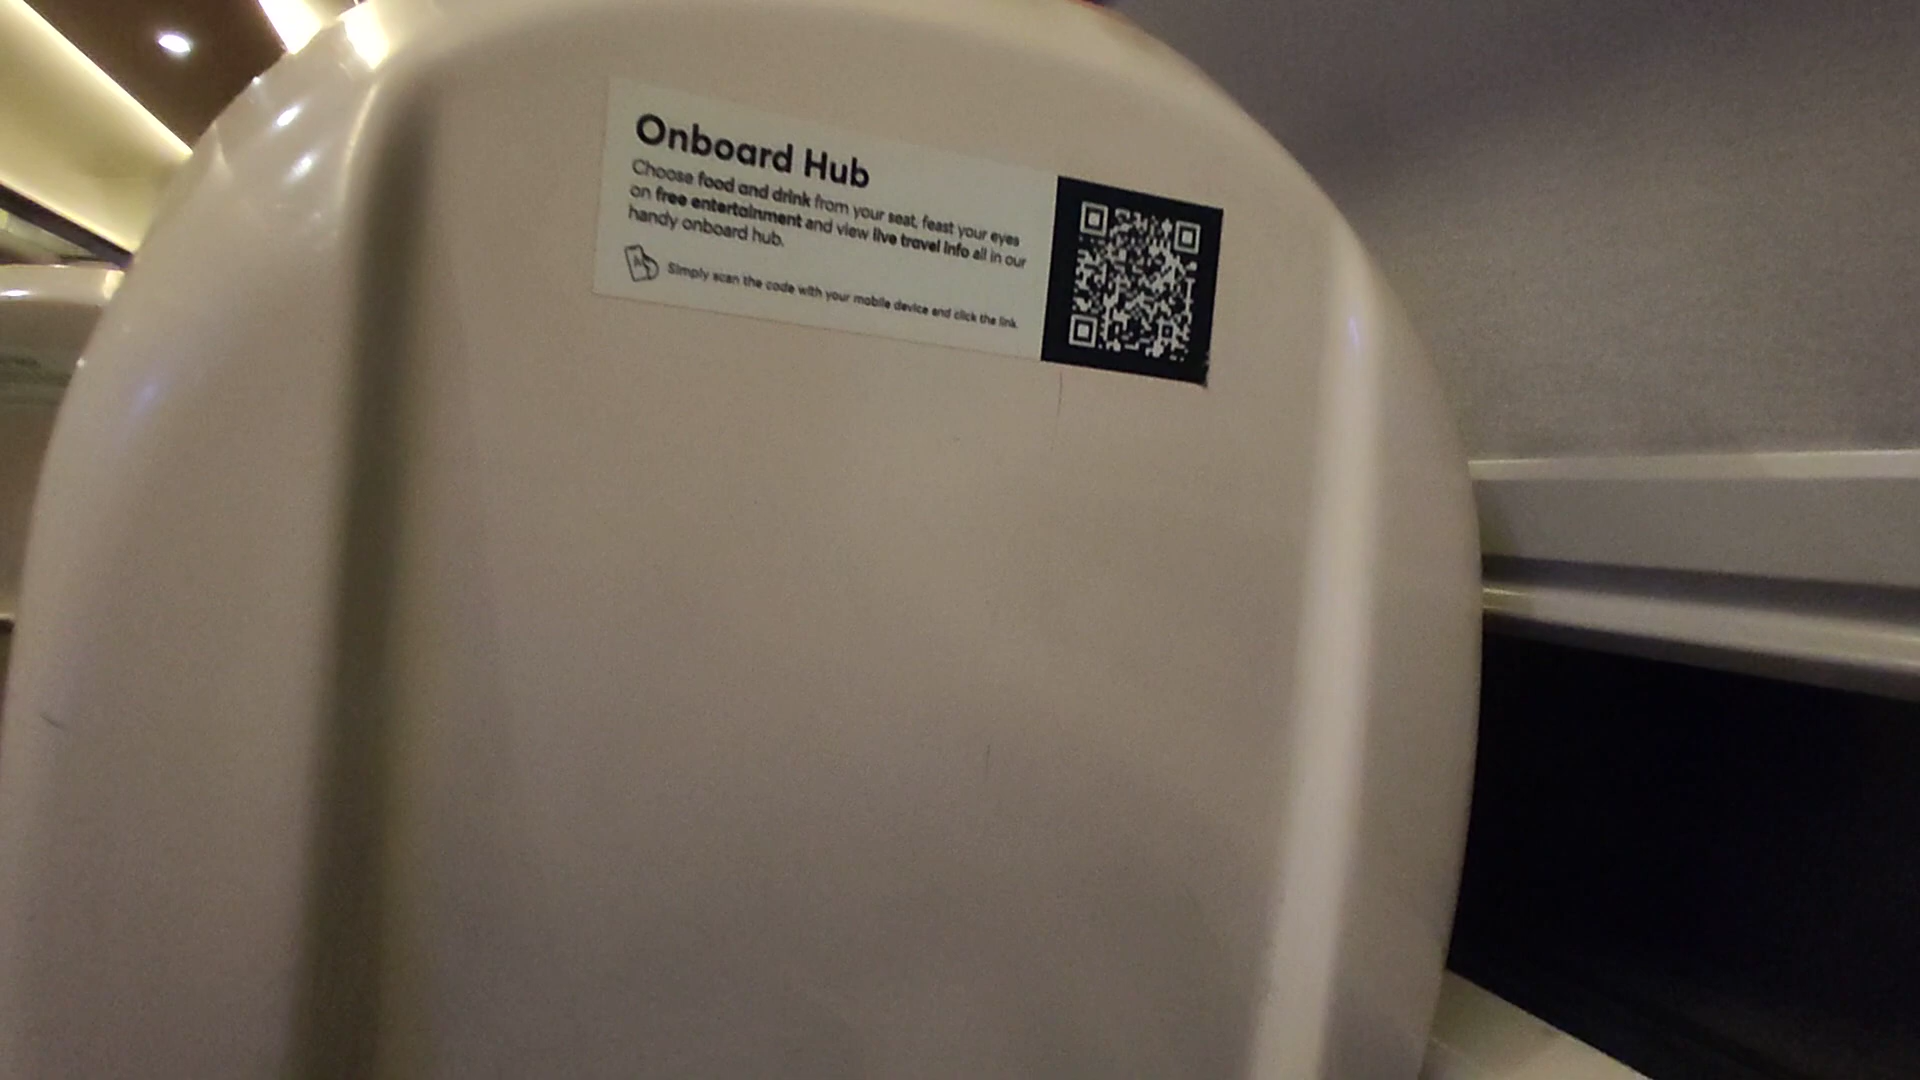 Onboard Hub
Choose food and drink from your seat, feast your eyes
on free entertainment and view live travel info all in our
handy onboard hub.
Simply scan the code with your mobile device and click the link.